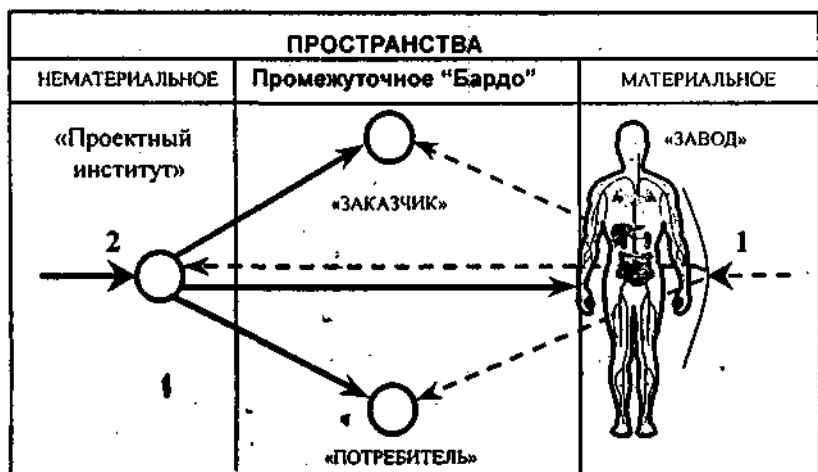 ПРОСТРАНСТВА
НЕМАТЕРИАЛЬНОЕ
Промежуточное “Бардо”
МАТЕРИАЛЬНОЕ
«Проектный
институт»
«ЗАВОД»
«ЗАКАЗЧИК»
2
1
«ПОТРЕБИТЕЛЬ»